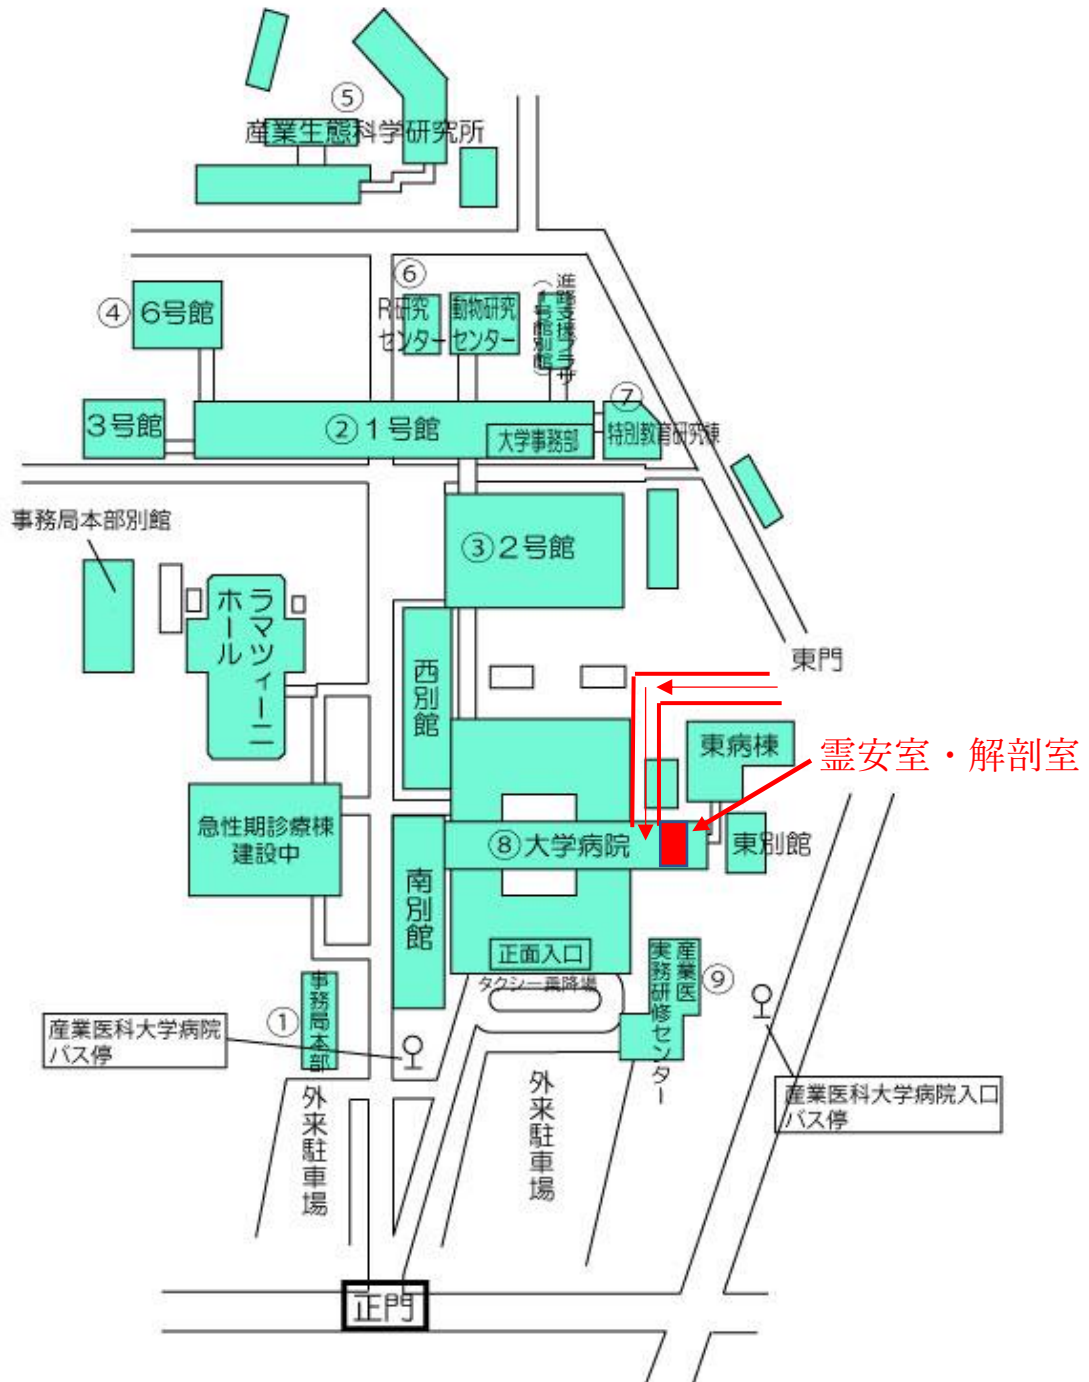 ⑤
産業生態科学研究所
④
6号館
⑥
R研究
センター
動物研究
センター
進路支援プラザ
(1号館別館)
3号館
②1号館
大学事務部
⑦
特別教育研究棟
事務局本部別館
③2号館
ラマツィーニ
ホール
東門
西別館
東病棟
霊安室・解剖室
急性期診療棟
建設中
⑧大学病院
東別館
南別館
正面入口
タクシー乗降場
産業医
実務研修センター
⑨
①
事務局本部
産業医科大学病院
バス停
外来駐車場
外来駐車場
産業医科大学病院入口
バス停
正門